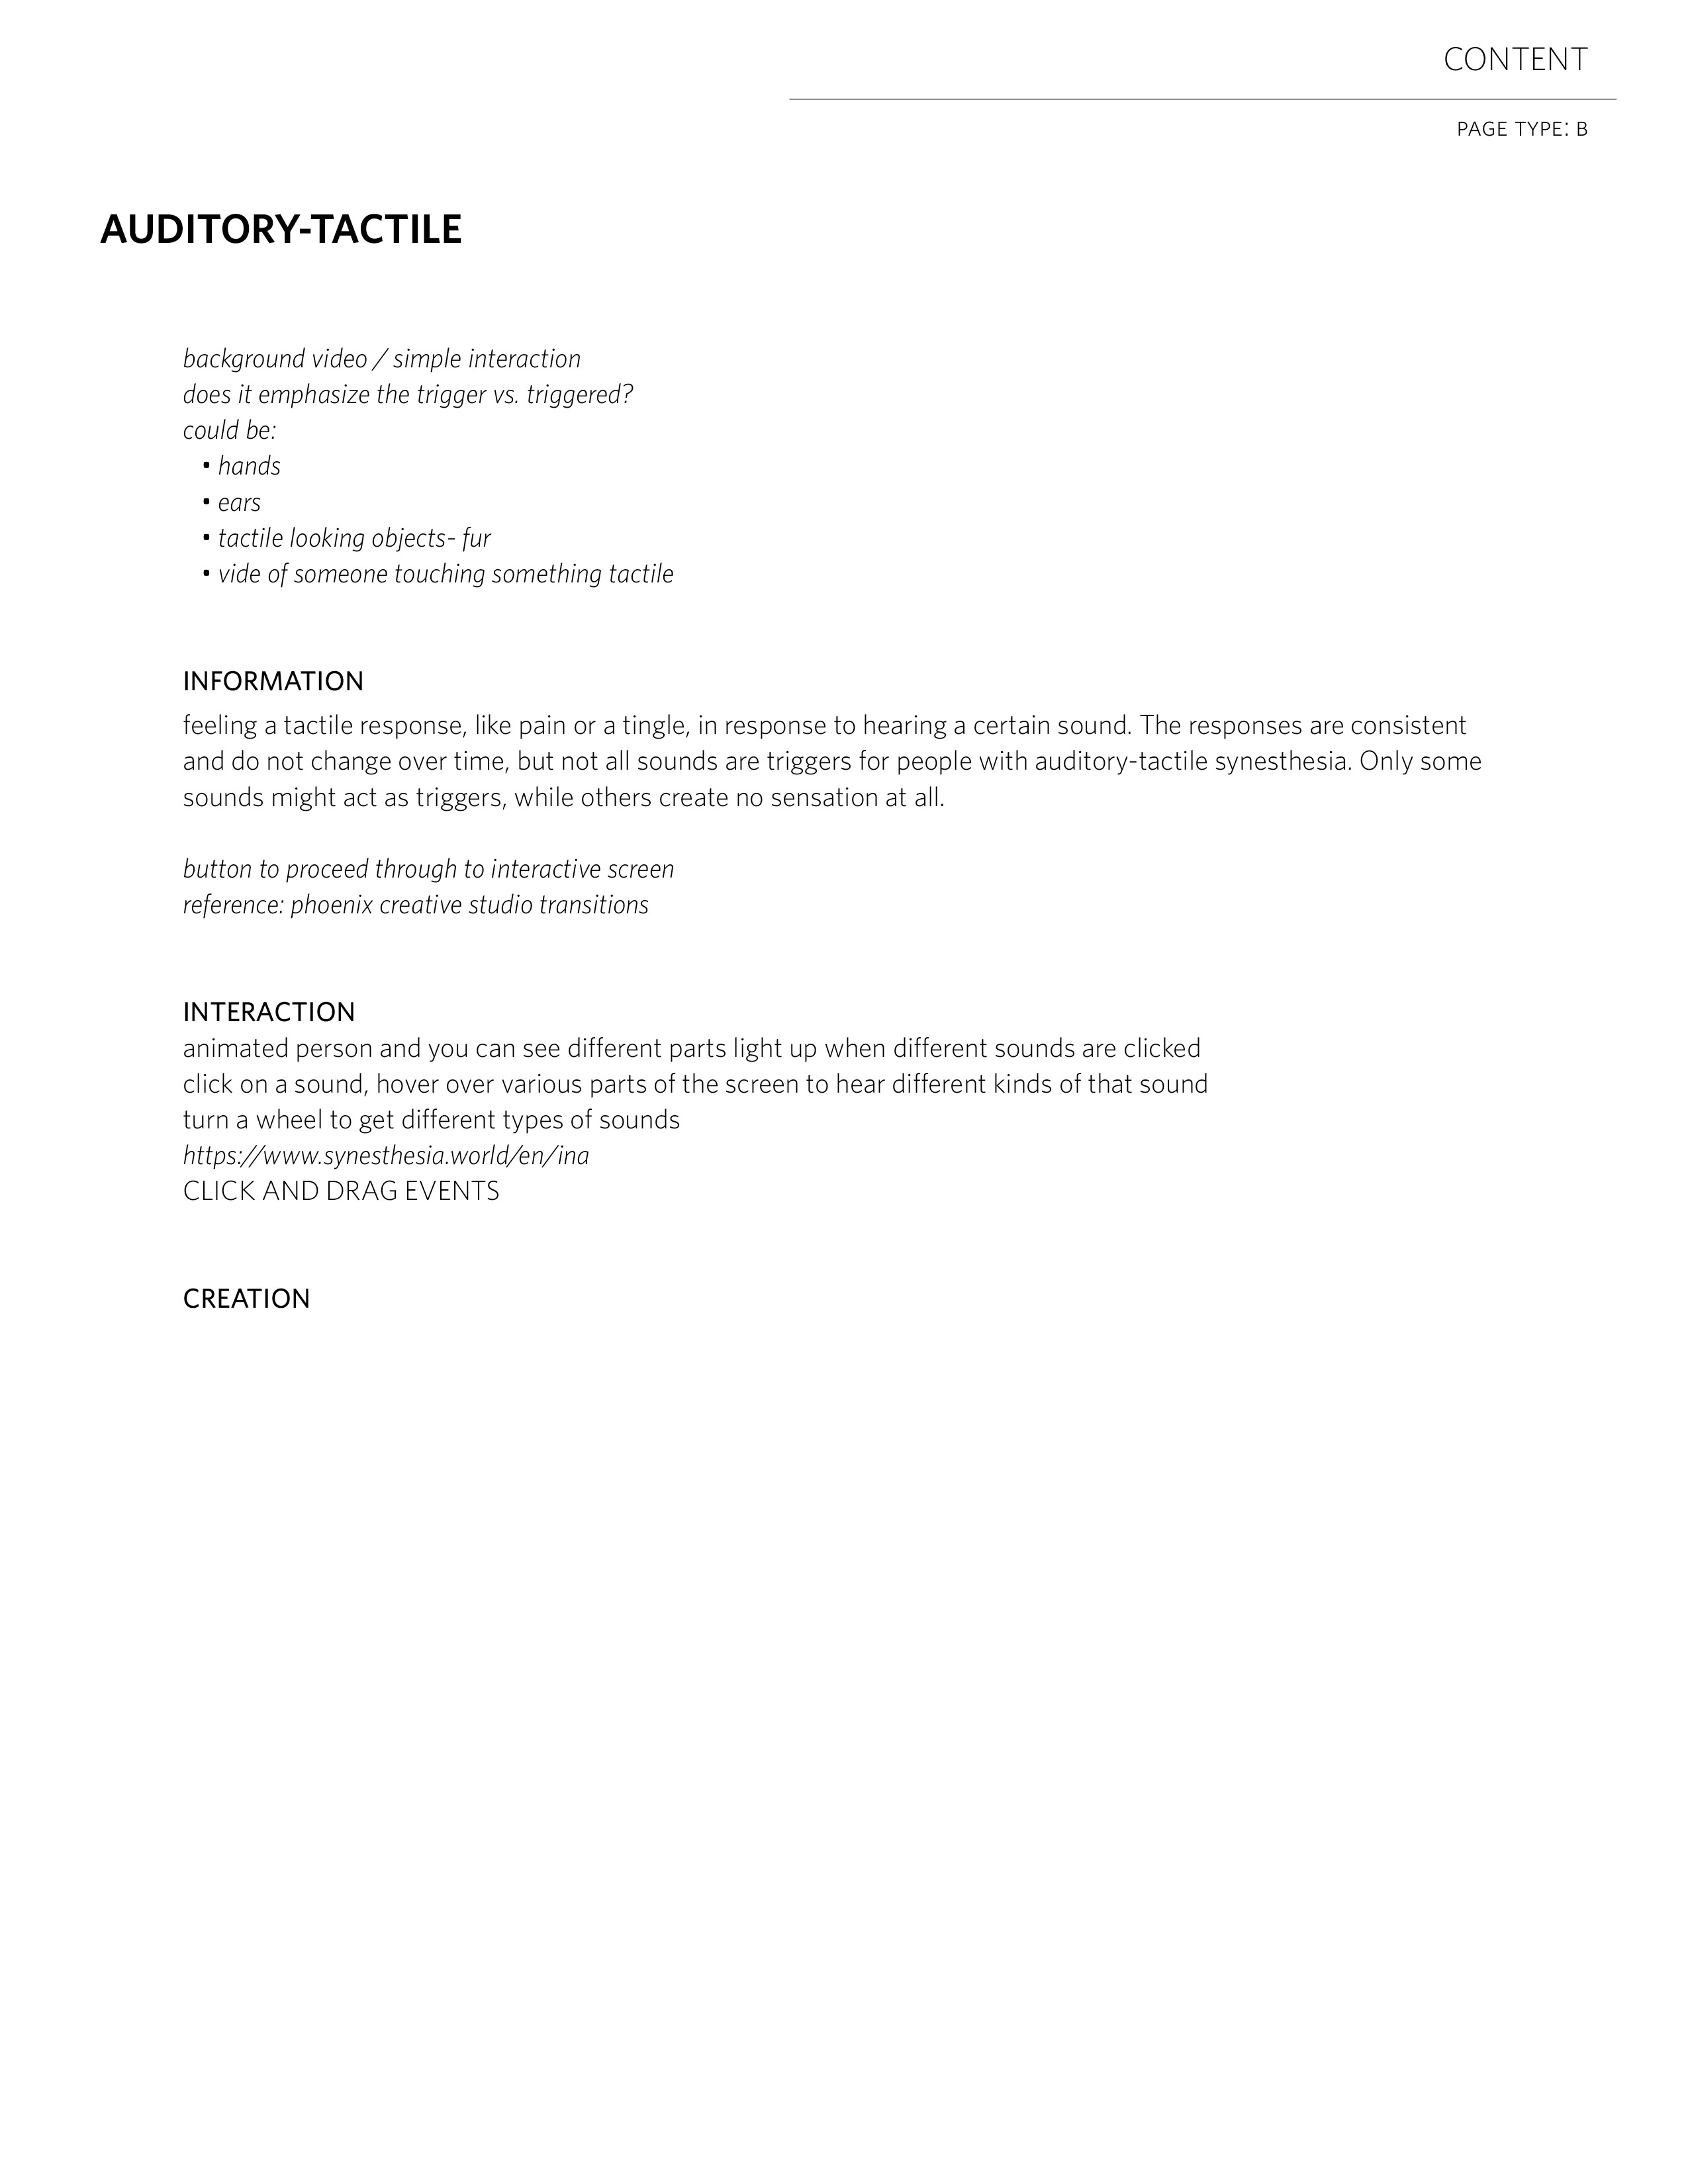 CONTENT
PAGE TYPE: B
AUDITORY-TACTILE
background video / simple interaction
does it emphasize the trigger vs. triggered?
could be:
• hands
• ears
• tactile looking objects- fur
• vide of someone touching something tactile
INFORMATION
feeling a tactile response, like pain or a tingle, in response to hearing a certain sound. The responses are consistent
and do not change over time, but not all sounds are triggers for people with auditory-tactile synesthesia. Only some
sounds might act as triggers, while others create no sensation at all.
button to proceed through to interactive screen
reference: phoenix creative studio transitions
INTERACTION
animated person and you can see different parts light up when different sounds are clicked
click on a sound, hover over various parts of the screen to hear different kinds of that sound
turn a wheel to get different types of sounds
https://www.synesthesia.world/en/ina
CLICK AND DRAG EVENTS
CREATION